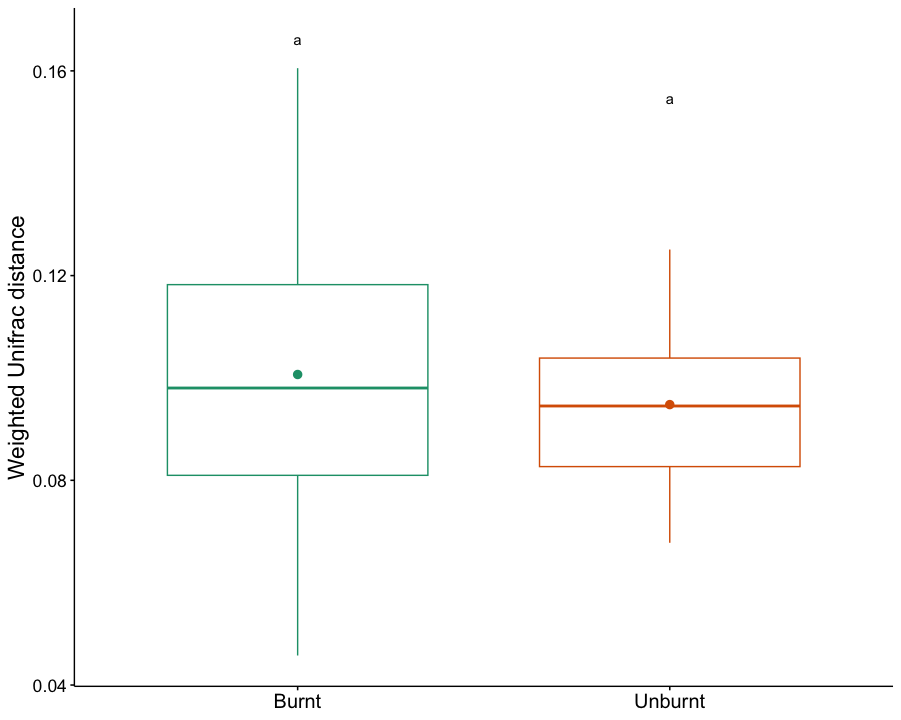 a
0.16
a
Weighted Unifrac distance
0.12
0.08
0.04
Burnt Unburnt